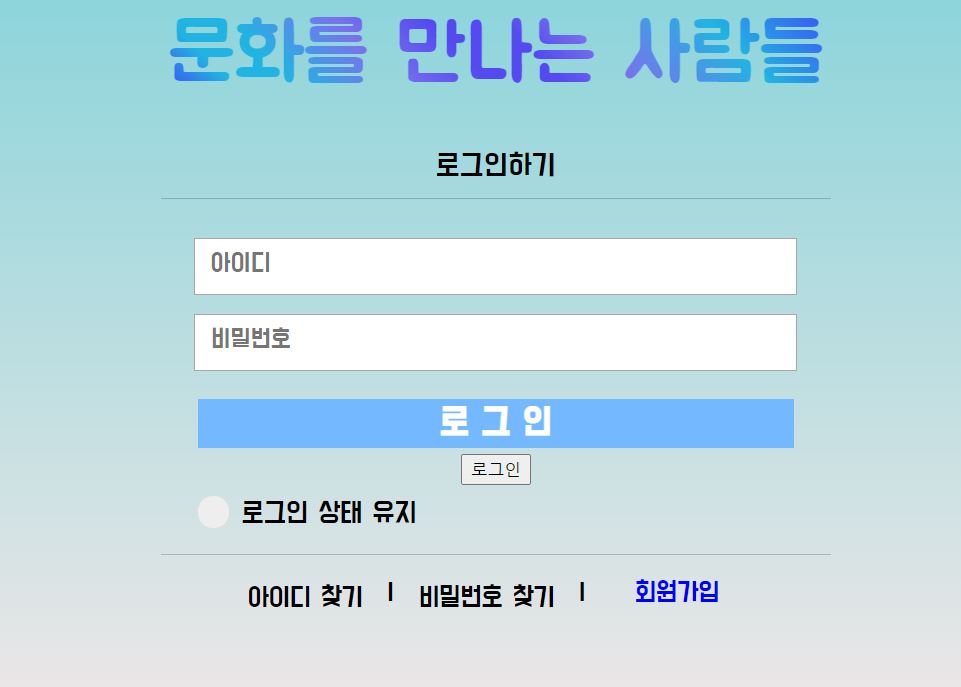 문화를 만나는 사람들
로그인하기
아이디
비밀번호
로그인
로그인
로그인 상태 유지
아이디 찾기 | 비밀번호 찾기 | 회원가입